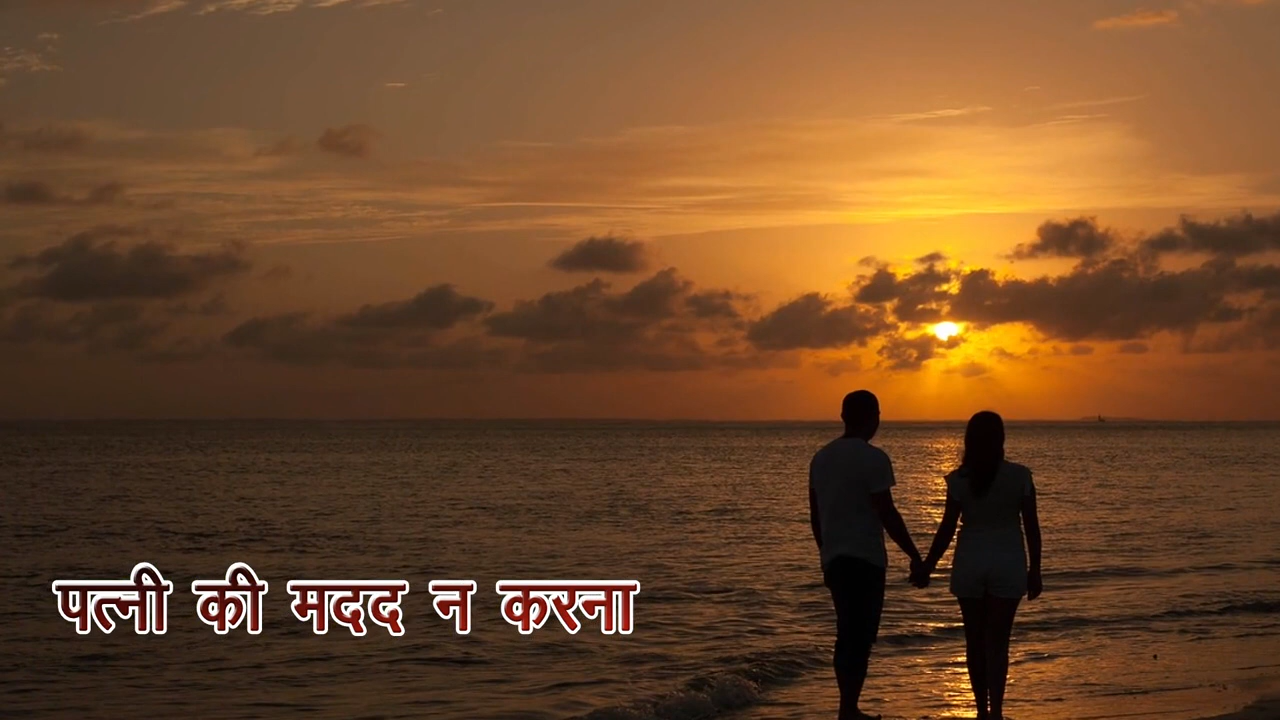 पत्नी की मदद न करना